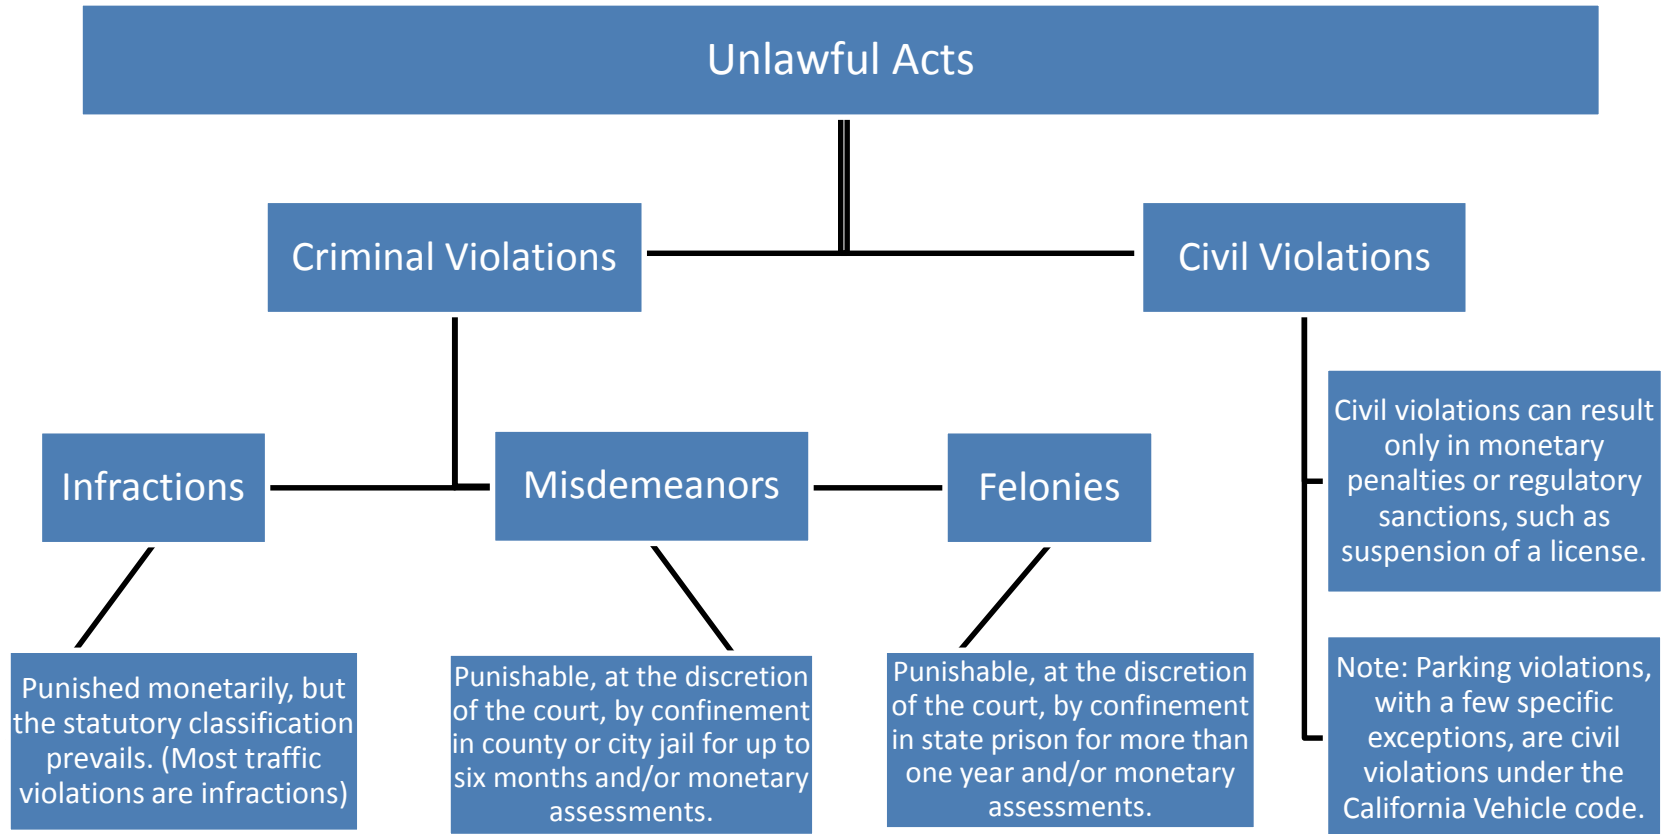 Unlawful Acts
Criminal Violations
Civil Violations
Infractions
Misdemeanors
Felonies
Civil violations can result
only in monetary
penalties or regulatory
sanctions, such as
suspension of a license.
Punished monetarily, but
the statutory classification
prevails. (Most traffic
violations are infractions)
Punishable, at the discretion
of the court, by confinement
in county or city jail for up to
six months and/or monetary
assessments.
Punishable, at the discretion
of the court, by confinement
in state prison for more than
one year and/or monetary
assessments.
Note: Parking violations,
with a few specific
exceptions, are civil
violations under the
California Vehicle code.